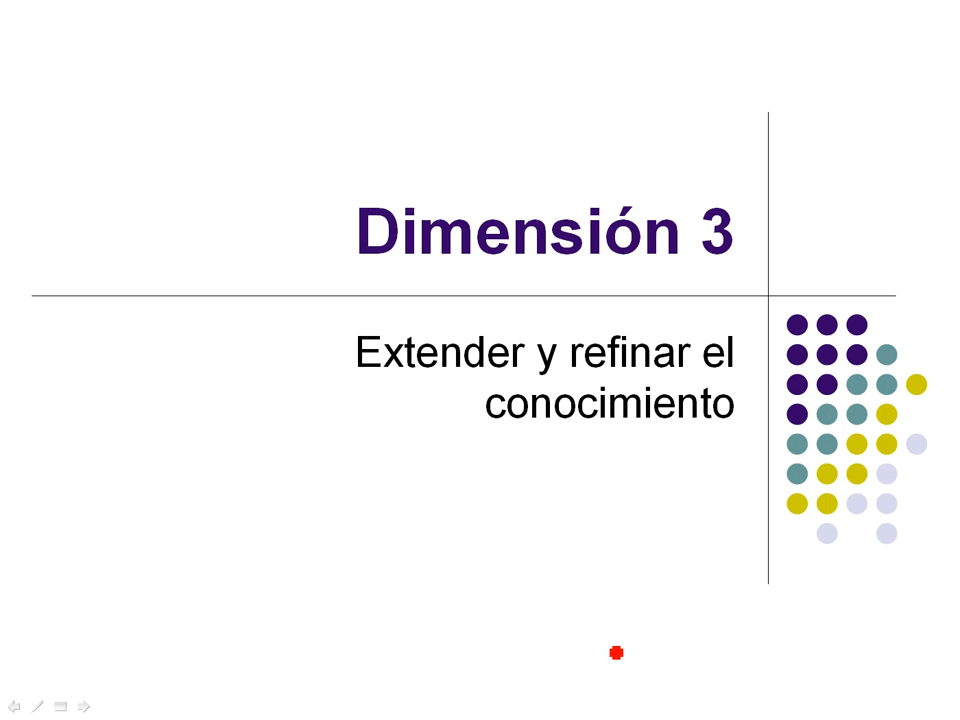 Dimensión 3
Extender y refinar el
conocimiento